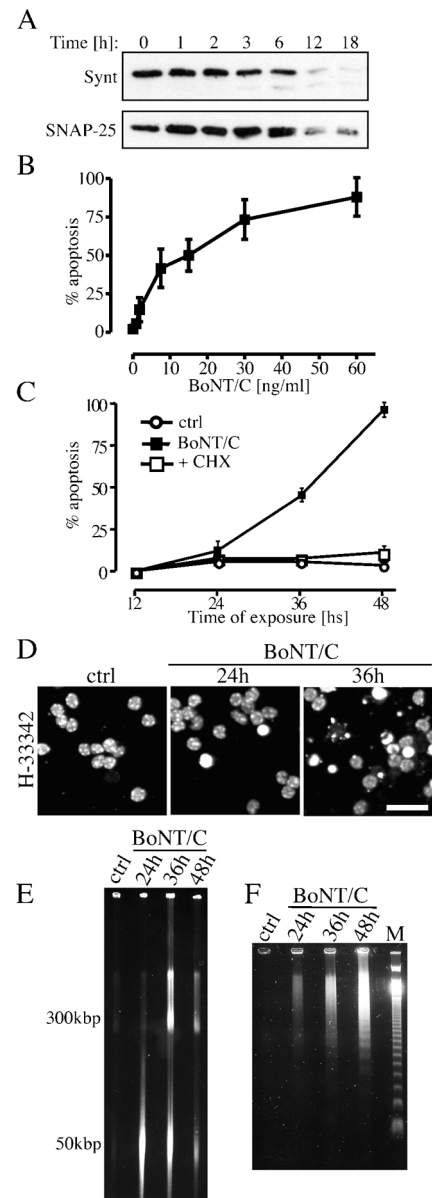 A
Time [h]: 0 1 2 3 6 12 18
Synt
SNAP-25
B
100
75
50
25
0
% apoptosis
0 10 20 30 40 50 60
BoNT/C [ng/ml]
C
100
50
0
% apoptosis
ctrl
BoNT/C
+ CHX
12 24 36 48
Time of exposure [hs]
D
BoNT/C
ctrl 24h 36h
H-33342
E
BoNT/C
ctrl 24h 36h 48h
300kbp
50kbp
F
BoNT/C
ctrl 24h 36h 48h M